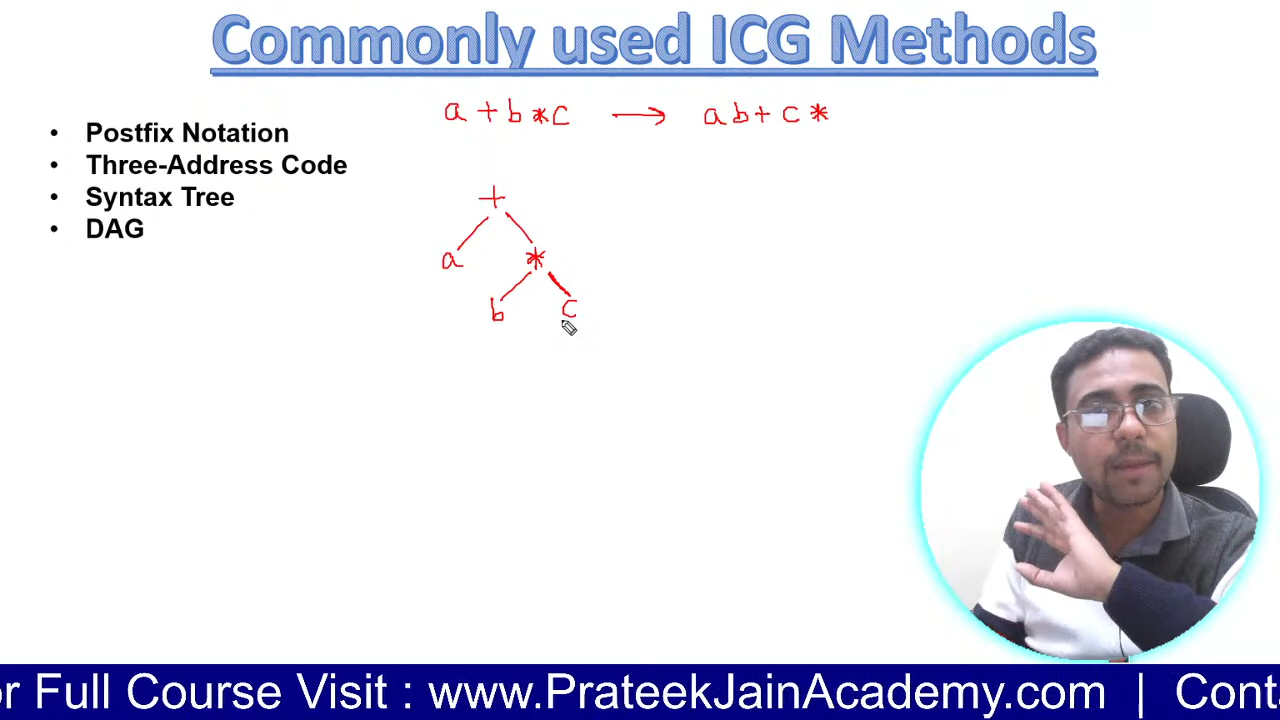 Commonly used ICG Methods
a + b * c → a b + c *
• Postfix Notation
• Three-Address Code
• Syntax Tree
• DAG
+
a *
b c
or Full Course Visit : www.PrateekJainAcademy.com | Cont